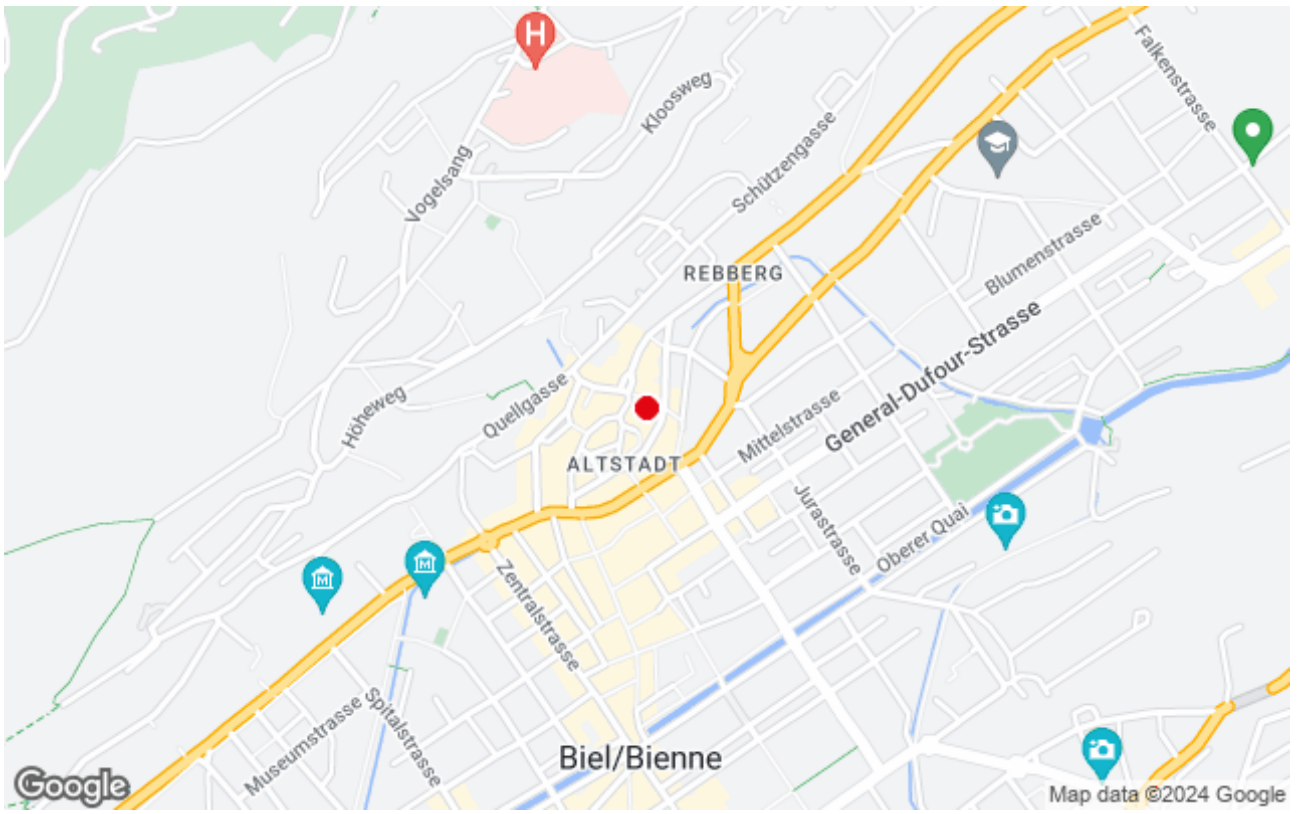 H
Falkenstrasse
Kloosweg
Schützengasse
Vogelsang
Blumenstrasse
REBBERG
General-Dufour-Strasse
Höheweg
Quellgasse
Mittelstrasse
ALTSTADT
Jurastrasse
Oberer Quai
M
M
Zentralstrasse
Museumstrasse
Spitalstrasse
Biel/Bienne
Google
Map data ©2024 Google